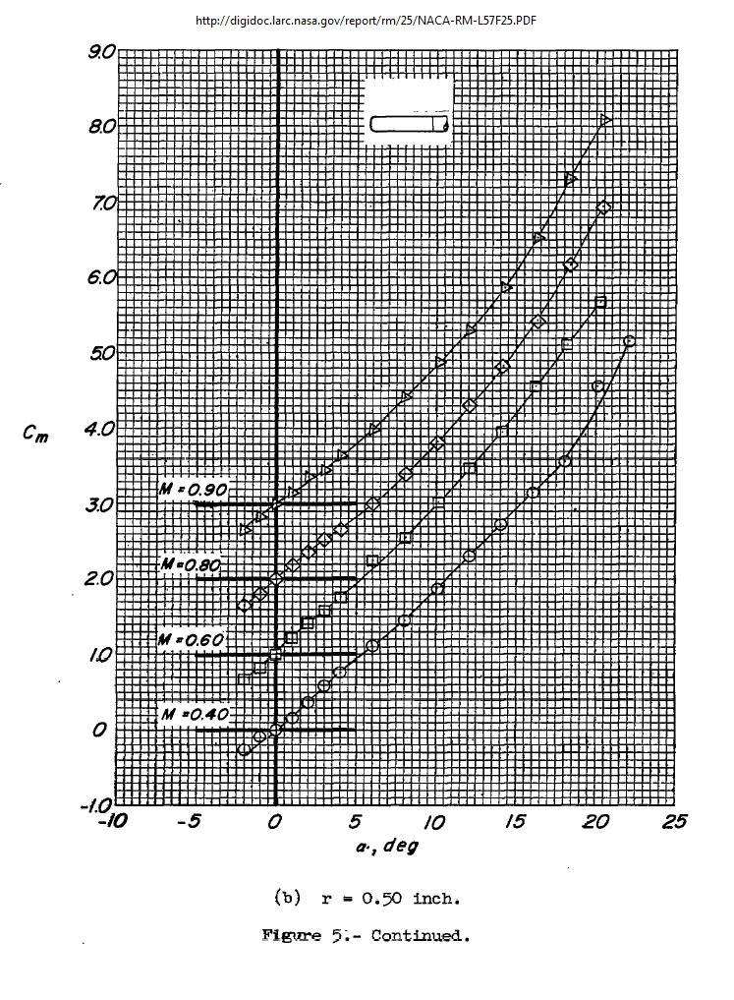 http://digidoc.larc.nasa.gov/report/rm/25/NACA-RM-L57F25.PDF
9.0
8.0
7.0
6.0
5.0
Cm
4.0
M = 0.90
3.0
M = 0.80
2.0
M = 0.60
1.0
M = 0.40
0
-1.0
-10 -5 0 5 10 15 20 25
a, deg
(b) r = 0.50 inch.
Figure 5.- Continued.